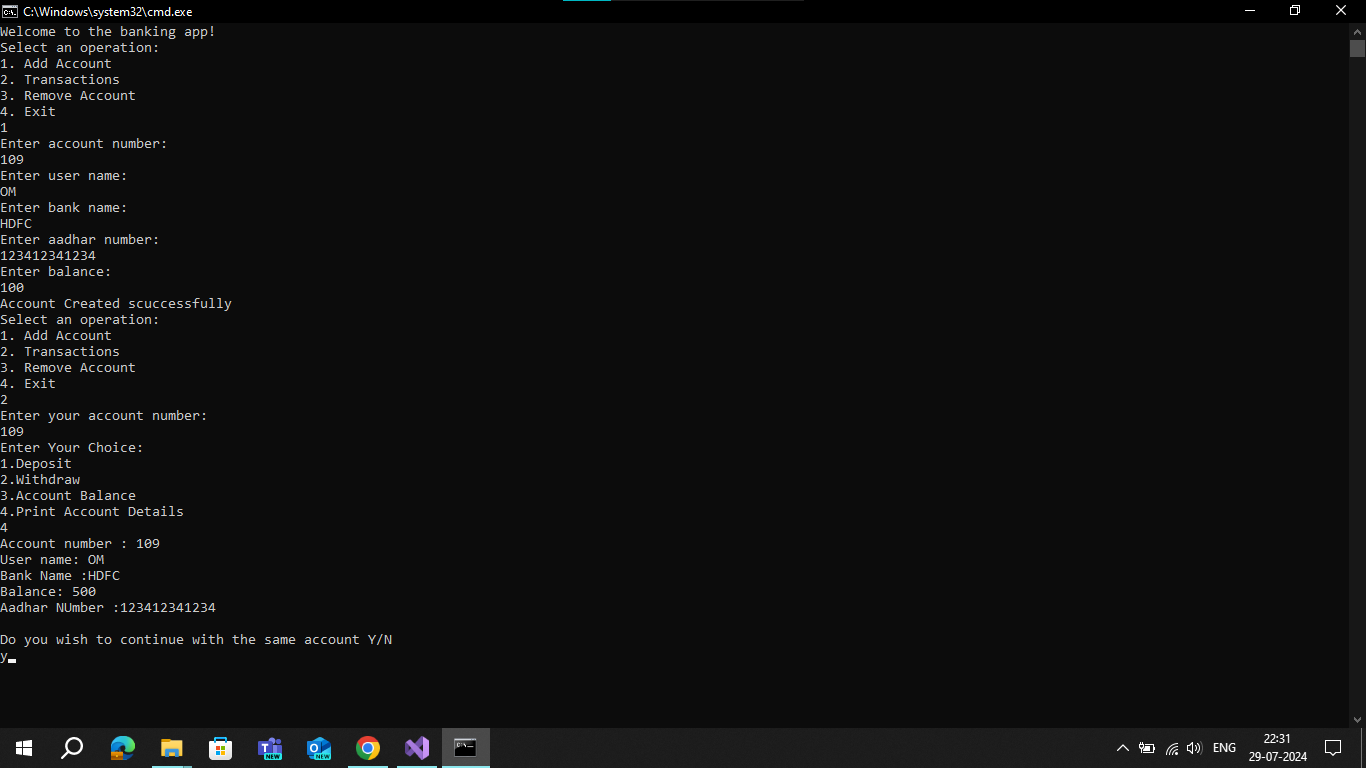 C:\Windows\system32\cmd.exe
Welcome to the banking app!
Select an operation:
1. Add Account
2. Transactions
3. Remove Account
4. Exit
1
Enter account number:
109
Enter user name:
OM
Enter bank name:
HDFC
Enter aadhar number:
123412341234
Enter balance:
100
Account Created scuccessfully
Select an operation:
1. Add Account
2. Transactions
3. Remove Account
4. Exit
2
Enter your account number:
109
Enter Your Choice:
1.Deposit
2.Withdraw
3.Account Balance
4.Print Account Details
4
Account number : 109
User name: OM
Bank Name :HDFC
Balance: 500
Aadhar NUmber :123412341234
Do you wish to continue with the same account Y/N
y
NEW
NEW
ENG
22:31
29-07-2024